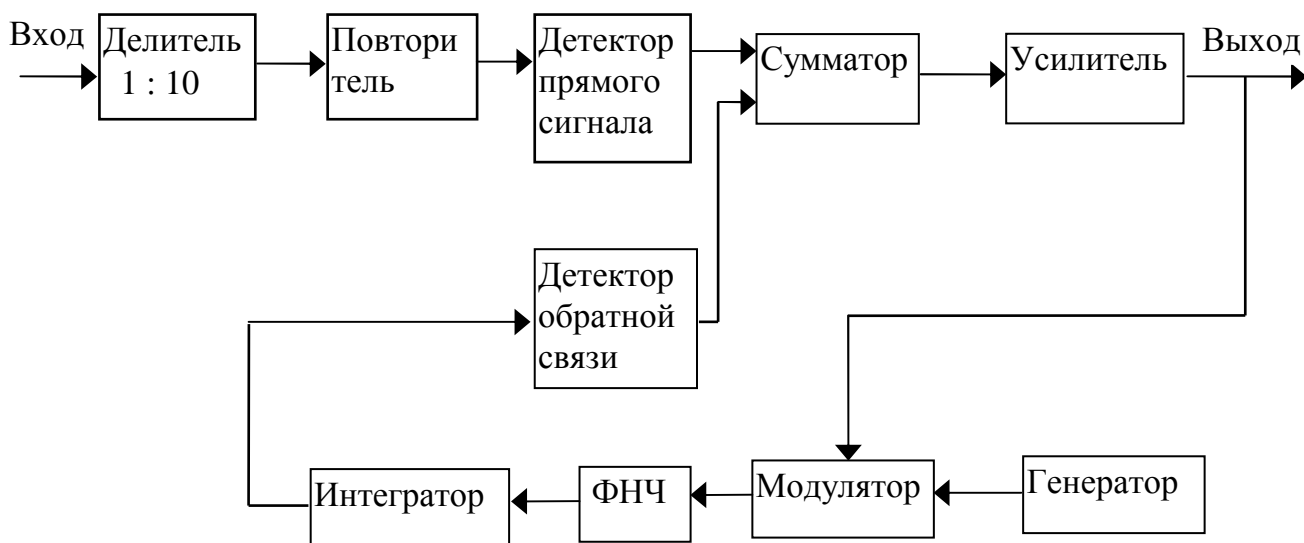 Вход
Делитель
1 : 10
Повтори
тель
Детектор
прямого
сигнала
Сумматор
Усилитель
Выход
Детектор
обратной
связи
Интегратор
ФНЧ
Модулятор
Генератор